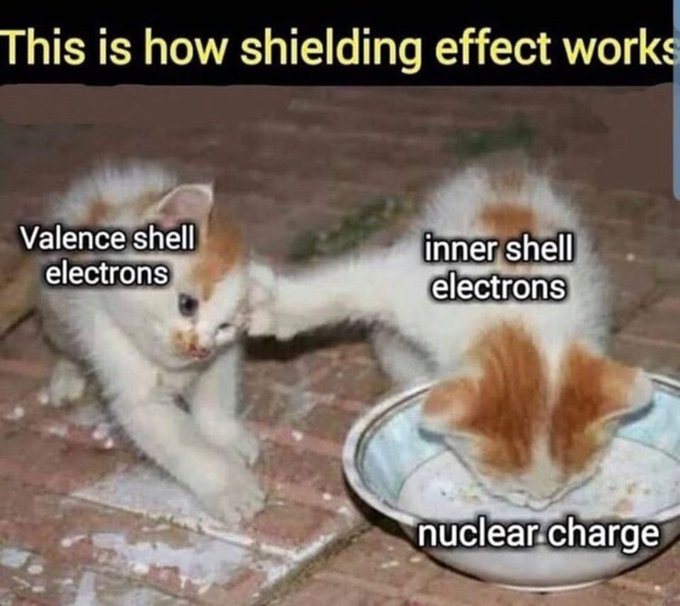 This is how shielding effect works
Valence shell
electrons
inner shell
electrons
nuclear charge